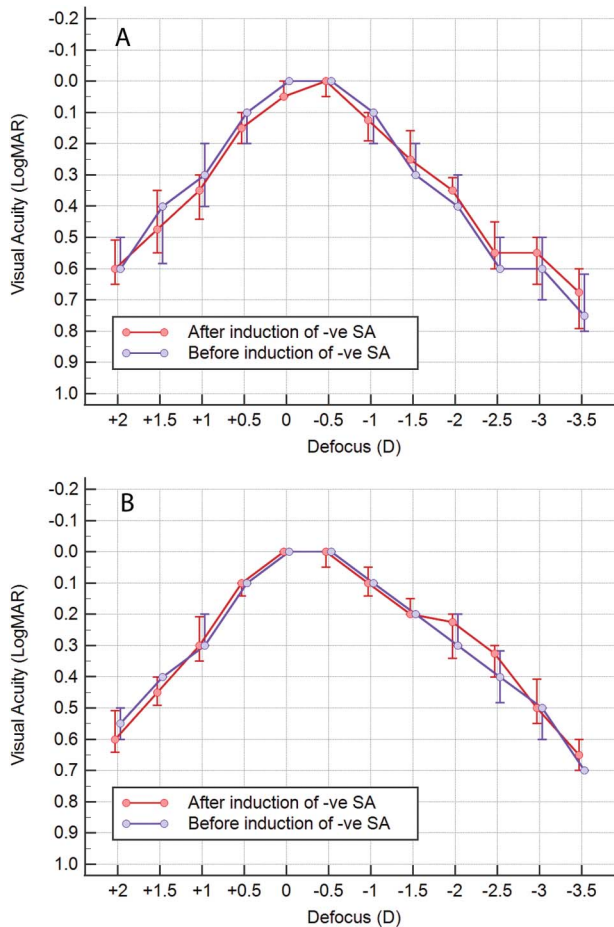 A
-0.2
-0.1
0.0
0.1
0.2
0.3
0.4
0.5
0.6
0.7
0.8
0.9
1.0
Visual Acuity (LogMAR)
After induction of -ve SA
Before induction of -ve SA
+2 +1.5 +1 +0.5 0 -0.5 -1 -1.5 -2 -2.5 -3 -3.5
Defocus (D)
B
-0.2
-0.1
0.0
0.1
0.2
0.3
0.4
0.5
0.6
0.7
0.8
0.9
1.0
Visual Acuity (LogMAR)
After induction of -ve SA
Before induction of -ve SA
+2 +1.5 +1 +0.5 0 -0.5 -1 -1.5 -2 -2.5 -3 -3.5
Defocus (D)